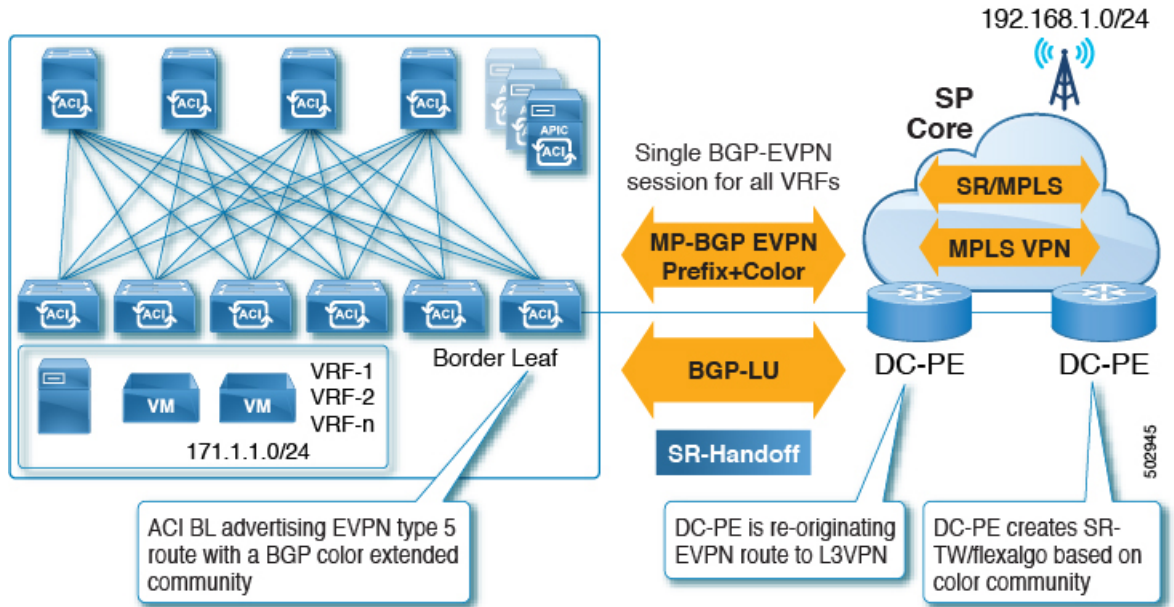 192.168.1.0/24
ACI
ACI
ACI
ACI
APIC
ACI
SP
Core
Single BGP-EVPN
session for all VRFs
SR/MPLS
MP-BGP EVPN
Prefix+Color
MPLS VPN
ACI
ACI
ACI
ACI
ACI
ACI
Border Leaf
BGP-LU
DC-PE
DC-PE
VM
VM
VRF-1
VRF-2
VRF-n
171.1.1.0/24
SR-Handoff
502945
ACI BL advertising EVPN type 5
route with a BGP color extended
community
DC-PE is re-originating
EVPN route to L3VPN
DC-PE creates SR-
TW/flexalgo based on
color community